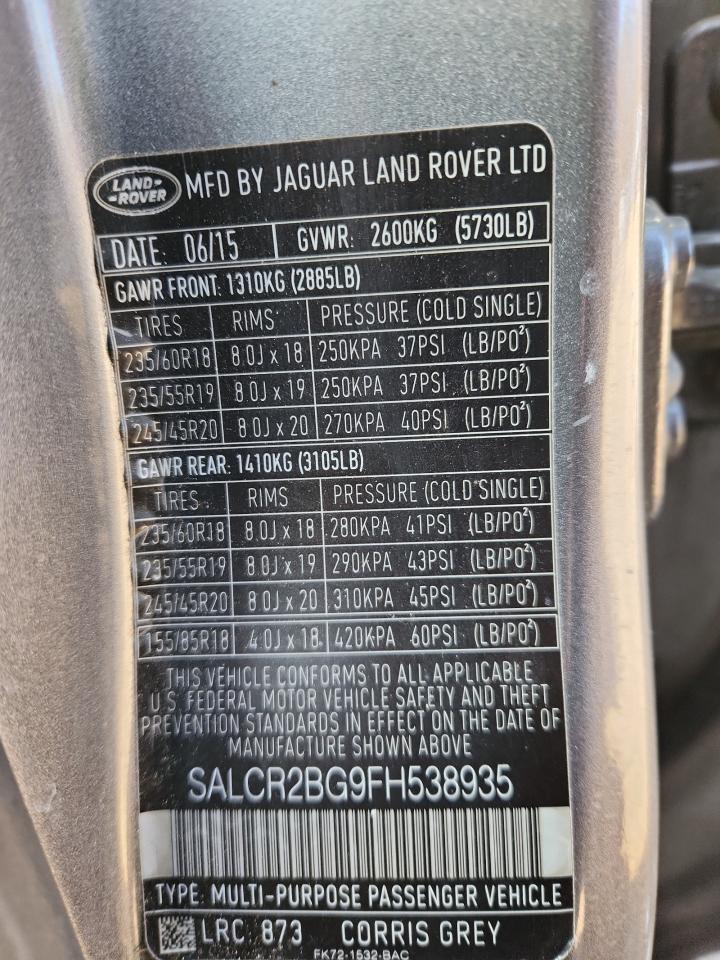 LAND-
-ROVER
MFD BY JAGUAR LAND ROVER LTD
DATE: 06/15 GVWR: 2600KG (5730LB)
GAWR FRONT: 1310KG (2885LB)
TIRES RIMS PRESSURE (COLD SINGLE)
235/60R18 8.0J x 18 250KPA 37PSI (LB/PO²)
235/55R19 8.0J x 19 250KPA 37PSI (LB/PO²)
245/45R20 8.0J x 20 270KPA 40PSI (LB/PO²)
GAWR REAR: 1410KG (3105LB)
TIRES RIMS PRESSURE (COLD SINGLE)
235/60R18 8.0J x 18 280KPA 41PSI (LB/PO²)
235/55R19 8.0J x 19 290KPA 43PSI (LB/PO²)
245/45R20 8.0J x 20 310KPA 45PSI (LB/PO²)
155/85R18 4.0J x 18 420KPA 60PSI (LB/PO²)
THIS VEHICLE CONFORMS TO ALL APPLICABLE
U.S. FEDERAL MOTOR VEHICLE SAFETY AND THEFT
PREVENTION STANDARDS IN EFFECT ON THE DATE OF
MANUFACTURE SHOWN ABOVE
SALCR2BG9FH538935
TYPE: MULTI-PURPOSE PASSENGER VEHICLE
LRC 873 CORRIS GREY
FK72-1532-BAC